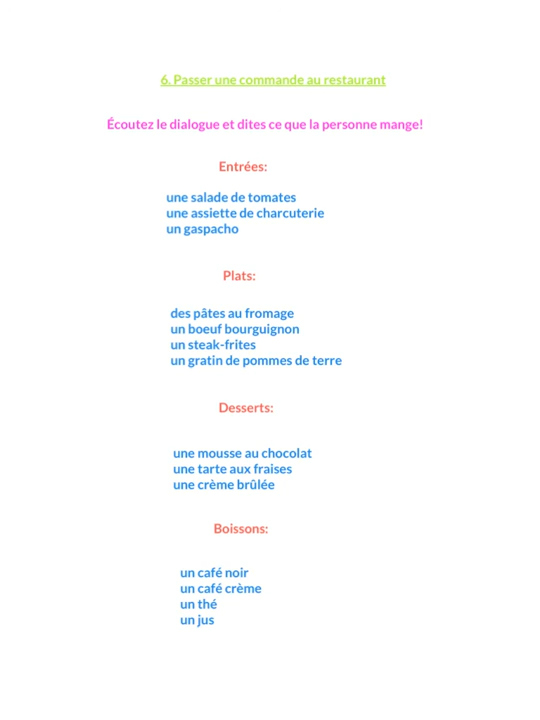 6. Passer une commande au restaurant
Écoutez le dialogue et dites ce que la personne mange!
Entrées:
une salade de tomates
une assiette de charcuterie
un gaspacho
Plats:
des pâtes au fromage
un boeuf bourguignon
un steak-frites
un gratin de pommes de terre
Desserts:
une mousse au chocolat
une tarte aux fraises
une crème brûlée
Boissons:
un café noir
un café crème
un thé
un jus